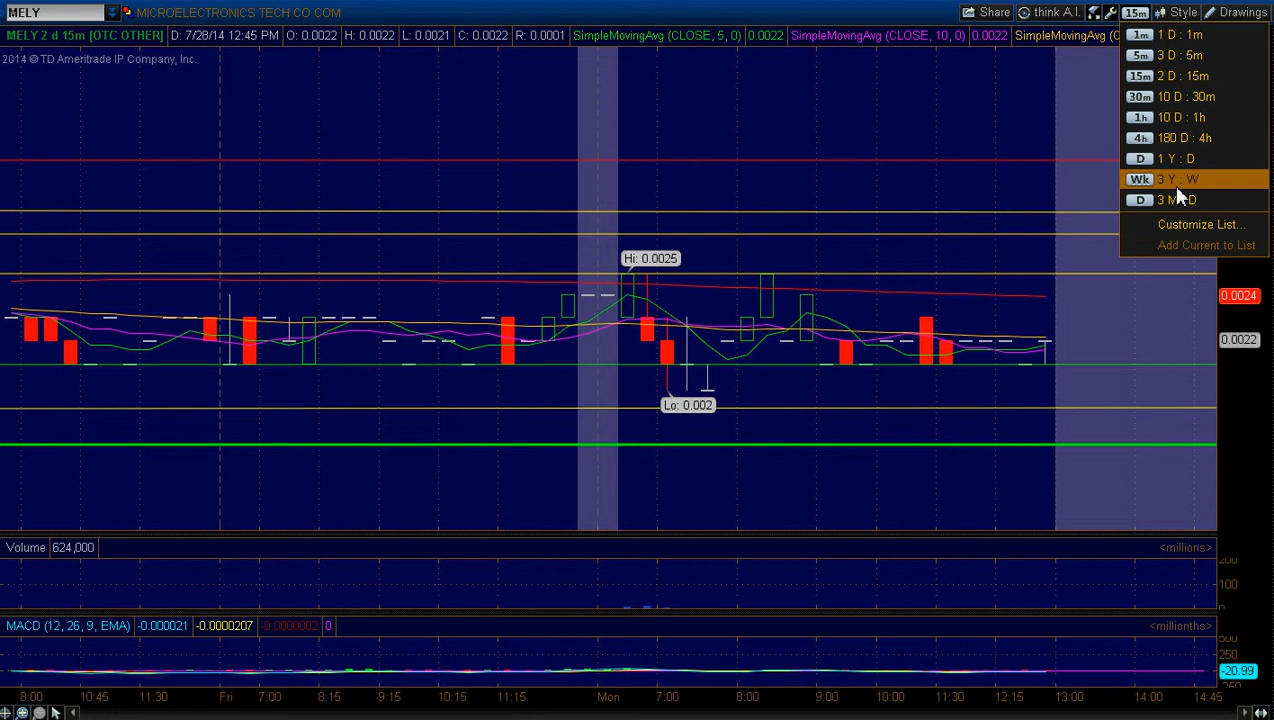 MELY MICROELECTRONICS TECH CO COM Share think A.I. 15m Style Drawings
MELY 2 d 15m [OTC OTHER] D: 7/28/14 12:45 PM O: 0.0022 H: 0.0022 L: 0.0021 C: 0.0022 R: 0.0001 SimpleMovingAvg (CLOSE, 5, 0) 0.0022 SimpleMovingAvg (CLOSE, 10, 0) 0.0022 SimpleMovingAvg (C
2014 © TD Ameritrade IP Company, Inc.
1m 1 D : 1m
5m 3 D : 5m
15m 2 D : 15m
30m 10 D : 30m
1h 10 D : 1h
4h 180 D : 4h
D 1 Y : D
Wk 3 Y : W
D 3 M : D
Customize List...
Add Current to List
Hi: 0.0025
0.0024
0.0022
Lo: 0.002
Volume 624,000 <millions>
200
100
0
MACD (12, 26, 9, EMA) -0.000021 -0.0000207 -0.0000002 0 <millionths>
500
250
-20.99
-250
8:00 10:45 11:30 Fri 7:00 8:15 9:15 10:15 11:15 Mon 7:00 8:00 9:00 10:00 11:30 12:15 13:00 14:00 14:45